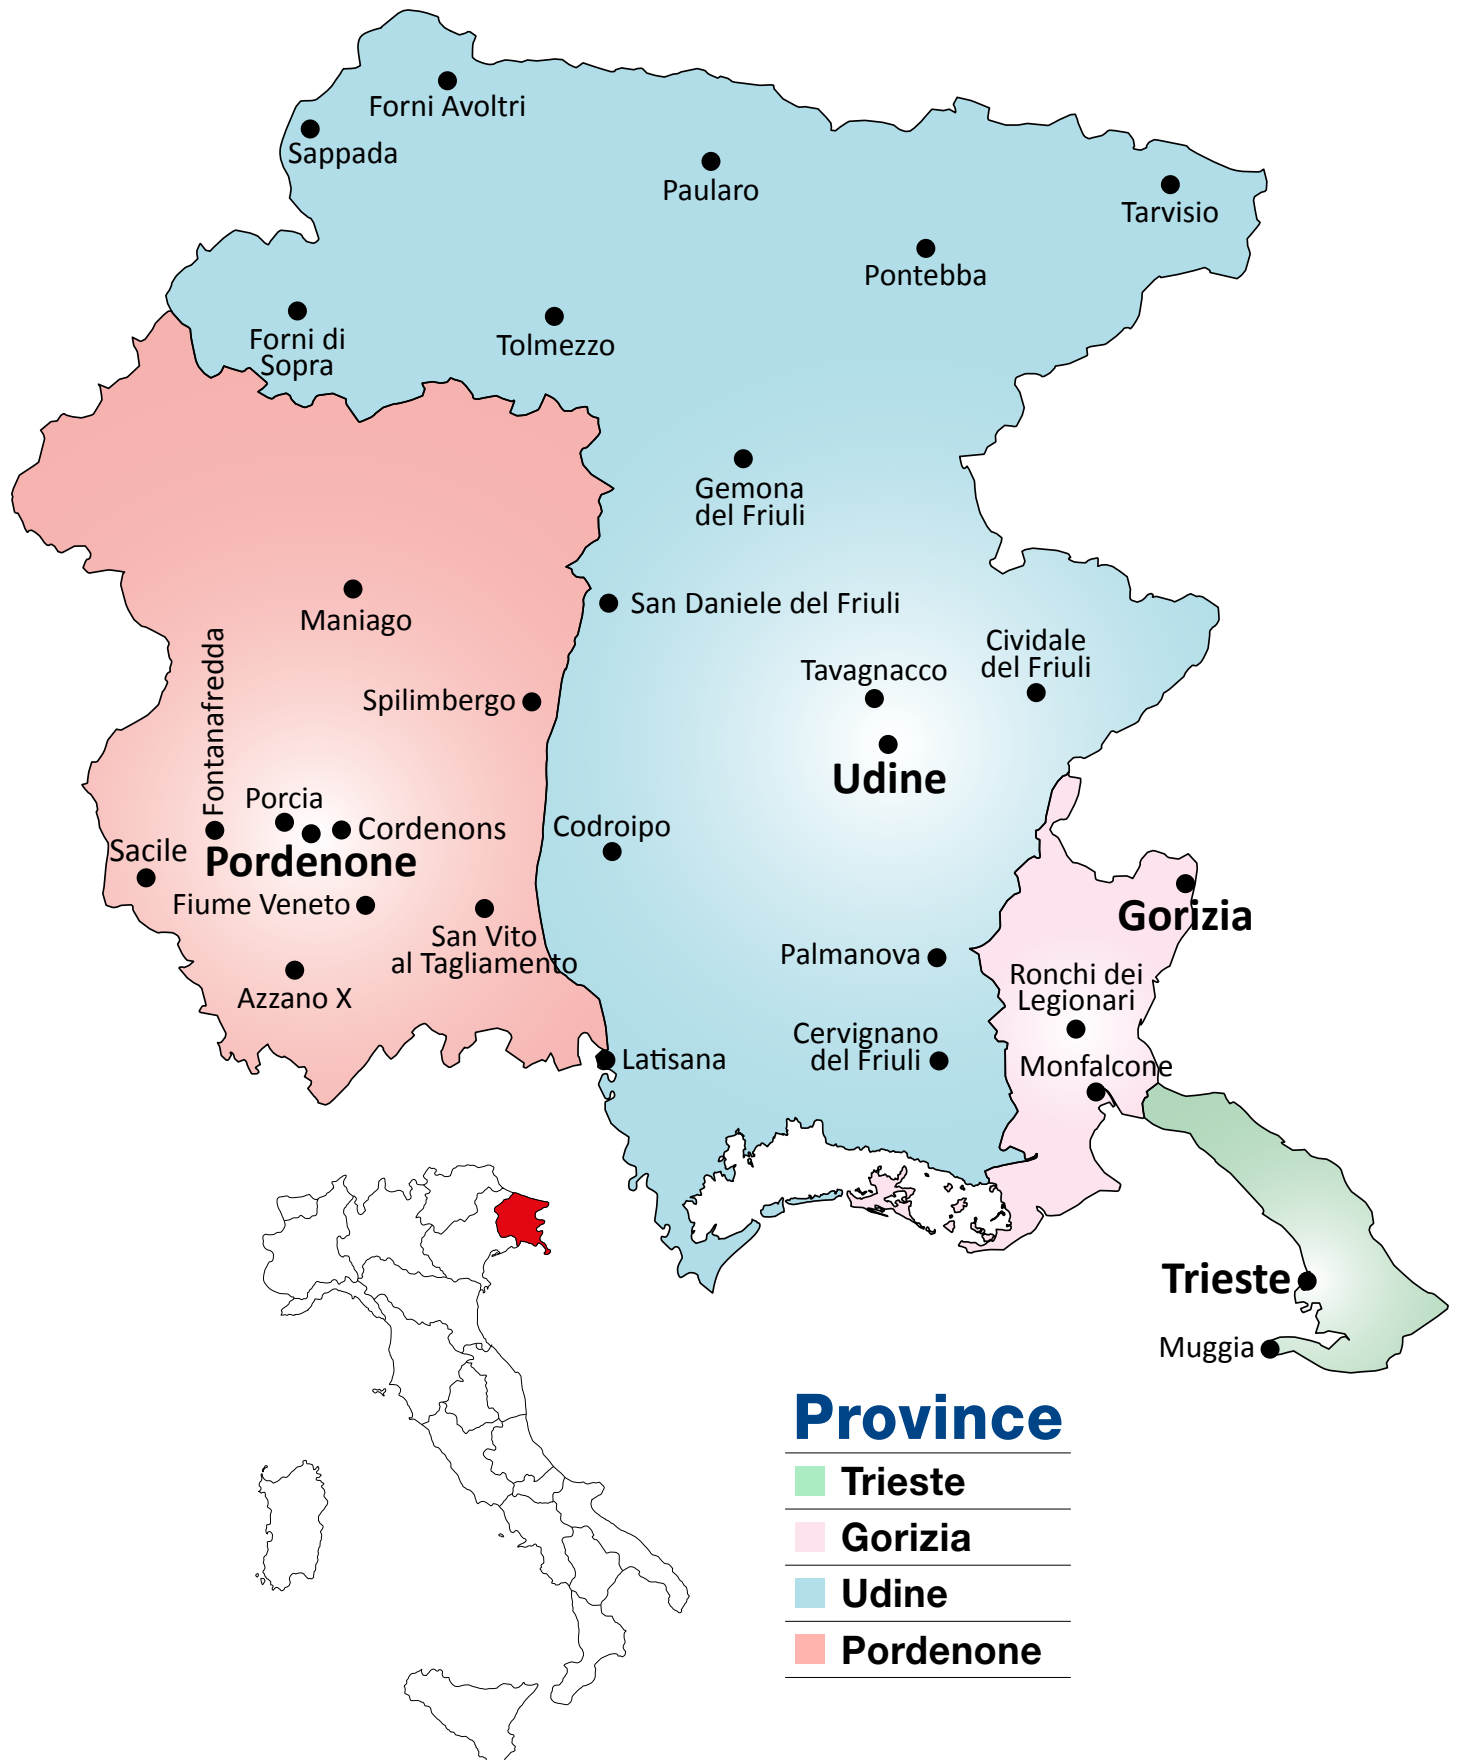 Forni Avoltri
Sappada
Paularo
Tarvisio
Pontebba
Forni di
Sopra
Tolmezzo
Gemona
del Friuli
San Daniele del Friuli
Maniago
Cividale
del Friuli
Tavagnacco
Spilimbergo
Fontanafredda
Udine
Porcia
Cordenons
Codroipo
Sacile
Pordenone
Fiume Veneto
Gorizia
San Vito
al Tagliamento
Palmanova
Ronchi dei
Legionari
Azzano X
Cervignano
del Friuli
Latisana
Monfalcone
Trieste
Muggia
Province
Trieste
Gorizia
Udine
Pordenone